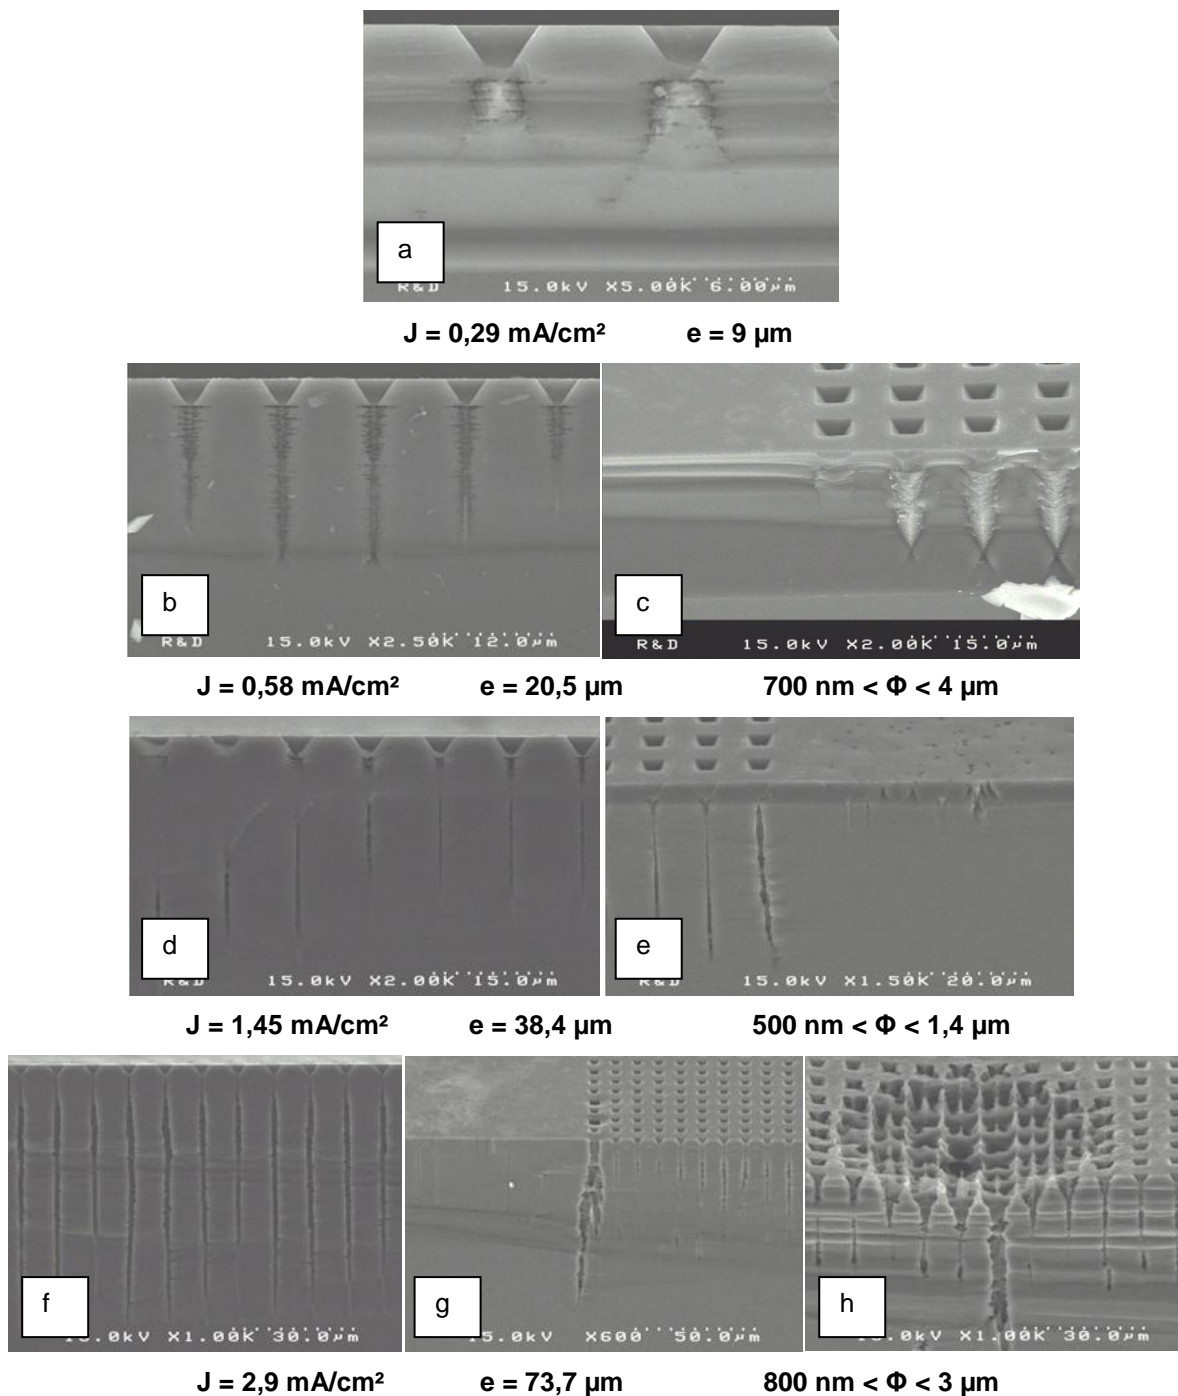 a
R&D 15.0kV X5.00K 6.00µm
J = 0,29 mA/cm² e = 9 µm
b
R&D 15.0kV X2.50K 12.0µm
c
R&D 15.0kV X2.00K 15.0µm
J = 0,58 mA/cm² e = 20,5 µm 700 nm < Φ < 4 µm
d
R&D 15.0kV X2.00K 15.0µm
e
R&D 15.0kV X1.50K 20.0µm
J = 1,45 mA/cm² e = 38,4 µm 500 nm < Φ < 1,4 µm
f
15.0kV X1.00K 30.0µm
g
15.0kV X600 50.0µm
h
15.0kV X1.00K 30.0µm
J = 2,9 mA/cm² e = 73,7 µm 800 nm < Φ < 3 µm